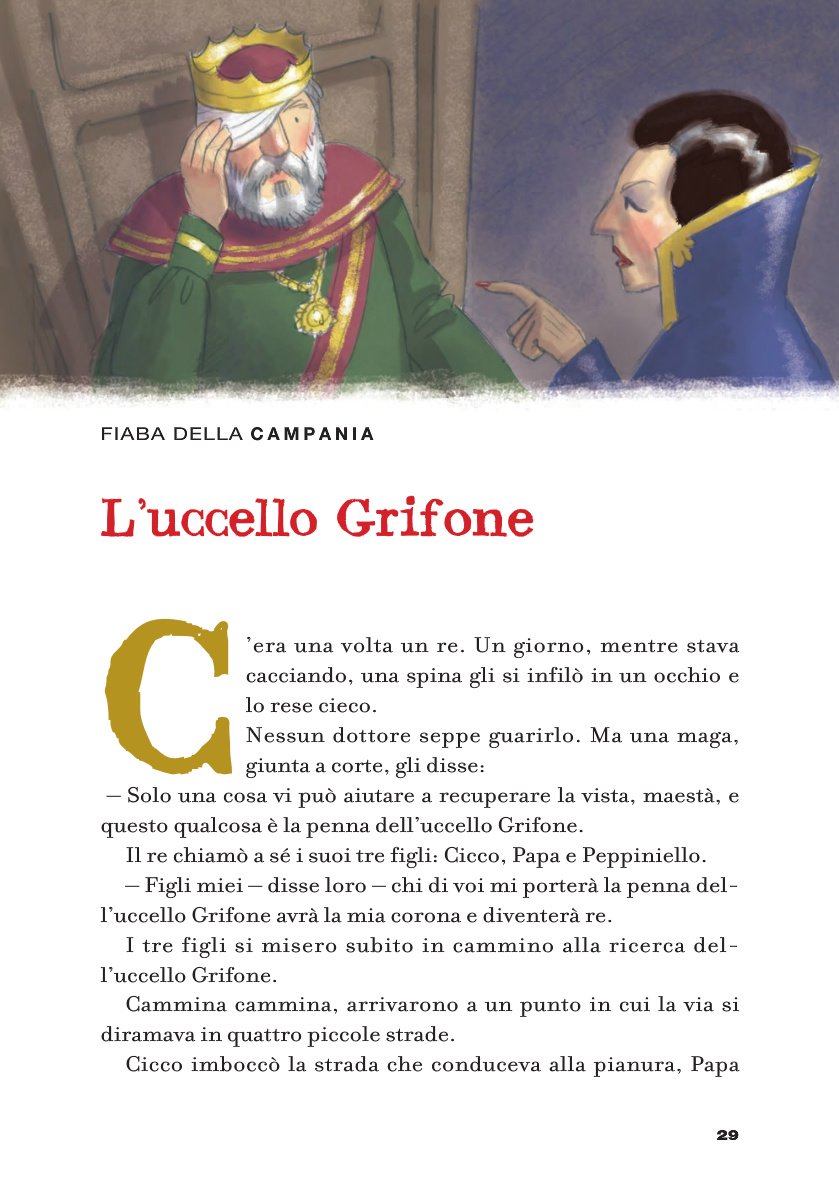 FIABA DELLA CAMPANIA
L'uccello Grifone
C'era una volta un re. Un giorno, mentre stava
cacciando, una spina gli si infilò in un occhio e
lo rese cieco.
Nessun dottore seppe guarirlo. Ma una maga,
giunta a corte, gli disse:
— Solo una cosa vi può aiutare a recuperare la vista, maestà, e
questo qualcosa è la penna dell'uccello Grifone.
Il re chiamò a sé i suoi tre figli: Cicco, Papa e Peppiniello.
— Figli miei — disse loro — chi di voi mi porterà la penna del-
l'uccello Grifone avrà la mia corona e diventerà re.
I tre figli si misero subito in cammino alla ricerca del-
l'uccello Grifone.
Cammina cammina, arrivarono a un punto in cui la via si
diramava in quattro piccole strade.
Cicco imboccò la strada che conduceva alla pianura, Papa
29